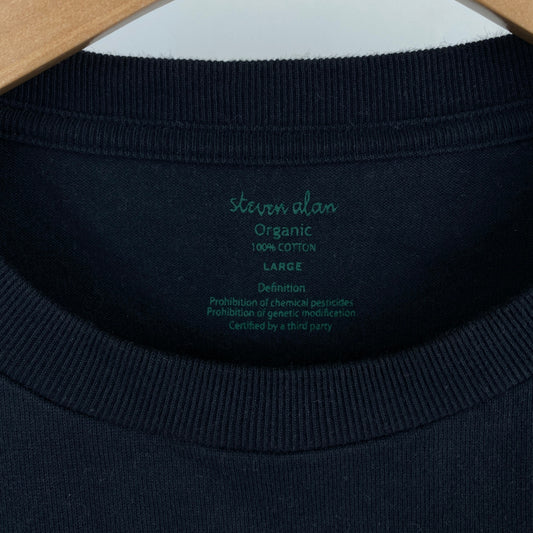 steven alan
Organic
100% COTTON
LARGE
Definition
Prohibition of chemical pesticides
Prohibition of genetic modification
Certified by a third party